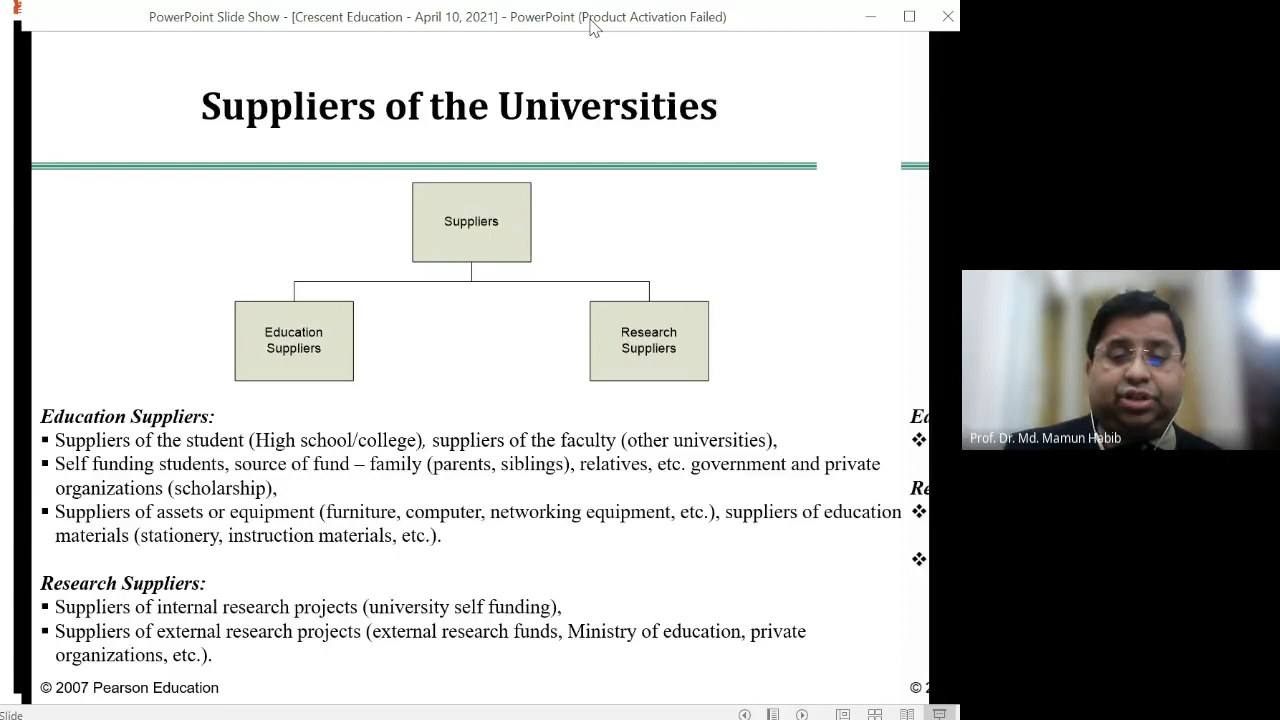 PowerPoint Slide Show - [Crescent Education - April 10, 2021] - PowerPoint (Product Activation Failed)
Suppliers of the Universities
Suppliers
Education
Suppliers
Research
Suppliers
Education Suppliers:
▪ Suppliers of the student (High school/college), suppliers of the faculty (other universities),
▪ Self funding students, source of fund – family (parents, siblings), relatives, etc. government and private
organizations (scholarship),
▪ Suppliers of assets or equipment (furniture, computer, networking equipment, etc.), suppliers of education
materials (stationery, instruction materials, etc.).
Research Suppliers:
▪ Suppliers of internal research projects (university self funding),
▪ Suppliers of external research projects (external research funds, Ministry of education, private
organizations, etc.).
© 2007 Pearson Education
Slide
Prof. Dr. Md. Mamun Habib